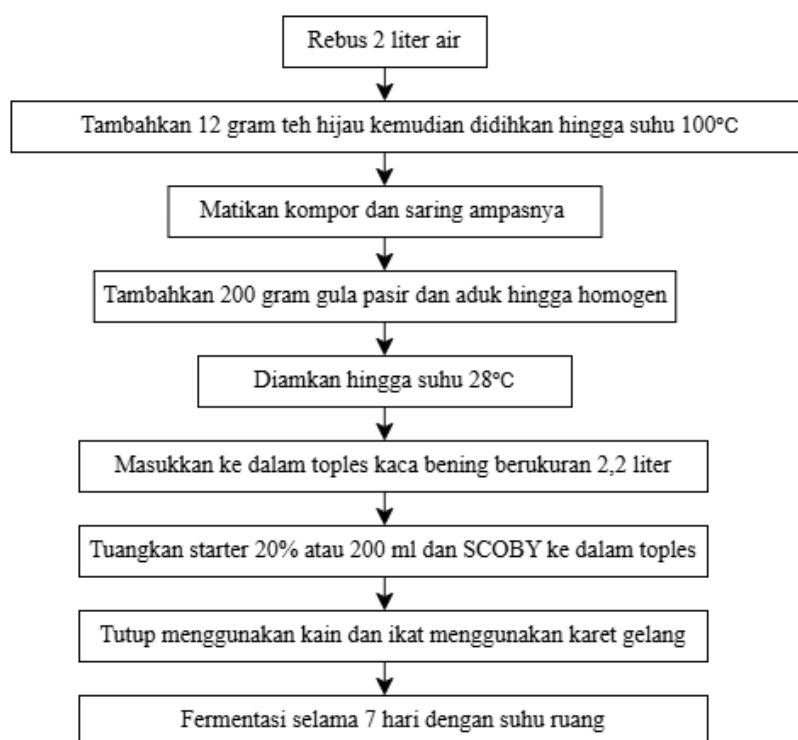 Rebus 2 liter air
Tambahkan 12 gram teh hijau kemudian didihkan hingga suhu 100°C
Matikan kompor dan saring ampasnya
Tambahkan 200 gram gula pasir dan aduk hingga homogen
Diamkan hingga suhu 28°C
Masukkan ke dalam toples kaca bening berukuran 2,2 liter
Tuangkan starter 20% atau 200 ml dan SCOBY ke dalam toples
Tutup menggunakan kain dan ikat menggunakan karet gelang
Fermentasi selama 7 hari dengan suhu ruang